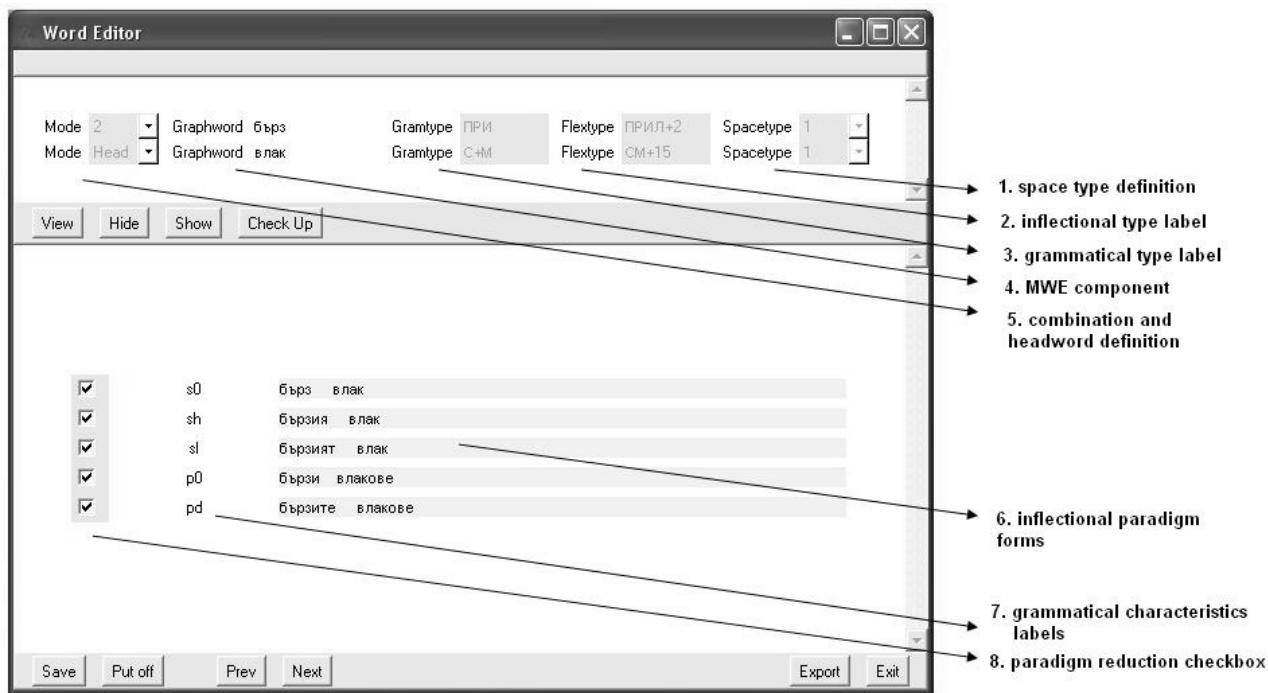 Word Editor
Mode 2 Graphword бърз Gramtype ПРИ Flextype ПРИЛ+2 Spacetype 1
Mode Head Graphword влак Gramtype С+М Flextype СМ+15 Spacetype 1
1. space type definition
View Hide Show Check Up
2. inflectional type label
3. grammatical type label
4. MWE component
5. combination and
headword definition
s0 бърз влак
sh бързия влак
sl бързият влак
p0 бързи влакове
pd бързите влакове
6. inflectional paradigm
forms
7. grammatical characteristics
labels
8. paradigm reduction checkbox
Save Put off Prev Next Export Exit